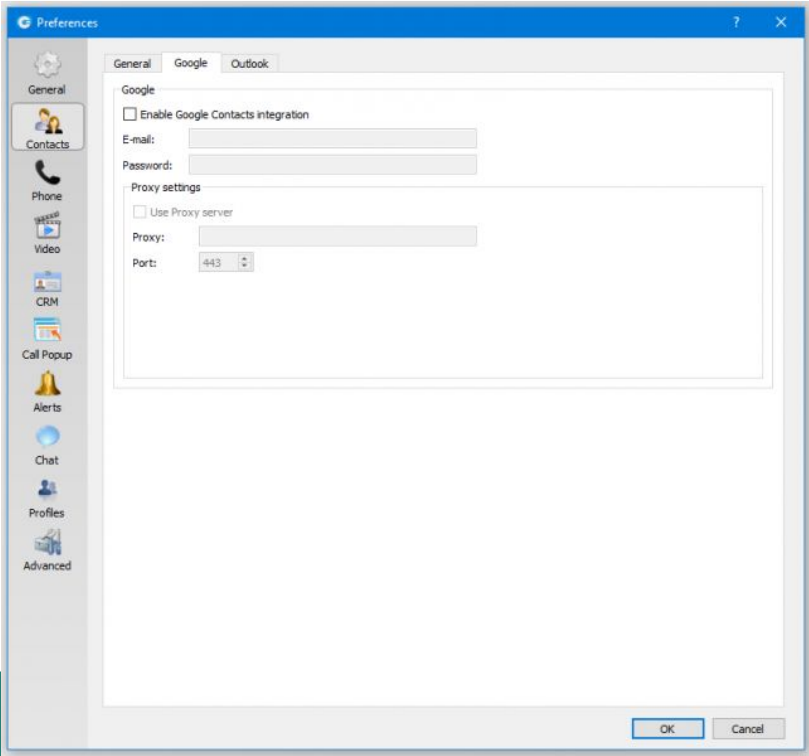 Preferences
?
General
Contacts
Phone
Video
CRM
Call Popup
Alerts
Chat
Profiles
Advanced
General Google Outlook
Google
Enable Google Contacts integration
E-mail:
Password:
Proxy settings
Use Proxy server
Proxy:
Port: 443
OK Cancel